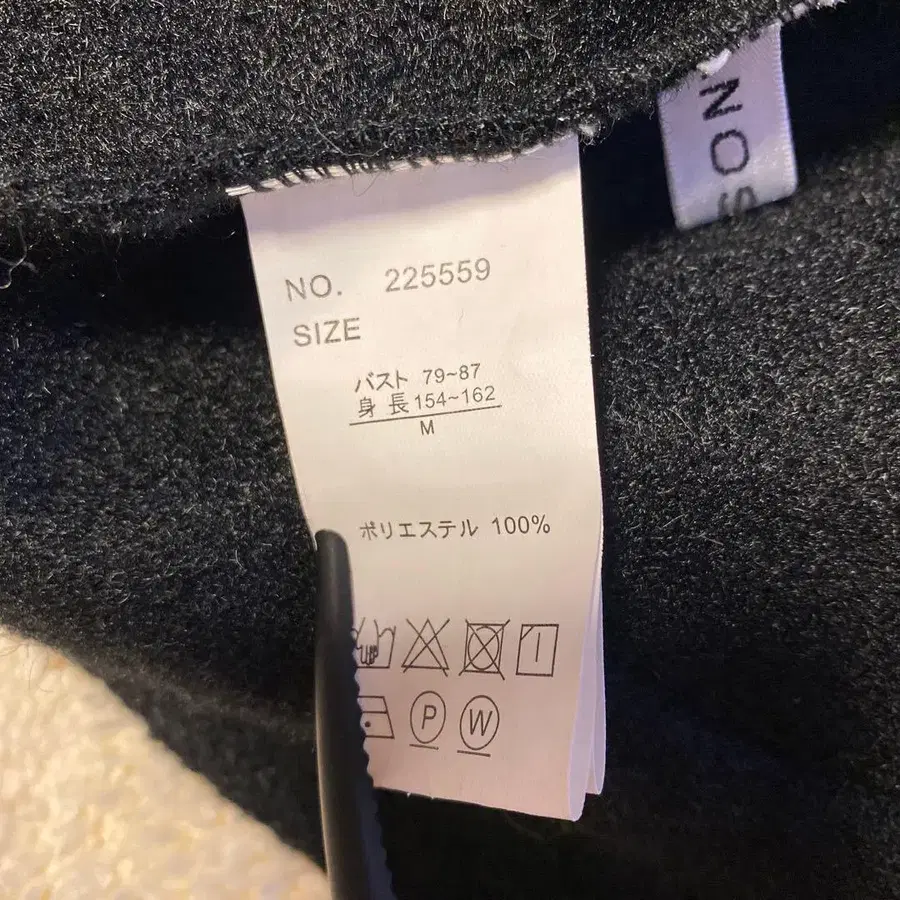 NO. 225559
SIZE
バスト 79~87
身 長 154~162
M
ポリエステル 100%
P W
NOS